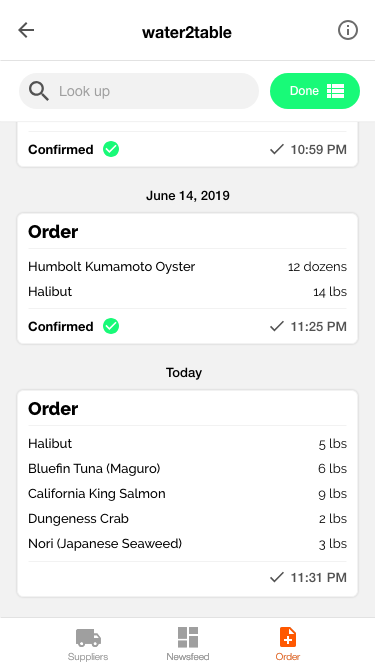 water2table
Look up
Done
Confirmed 10:59 PM
June 14, 2019
Order
Humbolt Kumamoto Oyster 12 dozens
Halibut 14 lbs
Confirmed 11:25 PM
Today
Order
Halibut 5 lbs
Bluefin Tuna (Maguro) 6 lbs
California King Salmon 9 lbs
Dungeness Crab 2 lbs
Nori (Japanese Seaweed) 3 lbs
11:31 PM
Suppliers Newsfeed Order